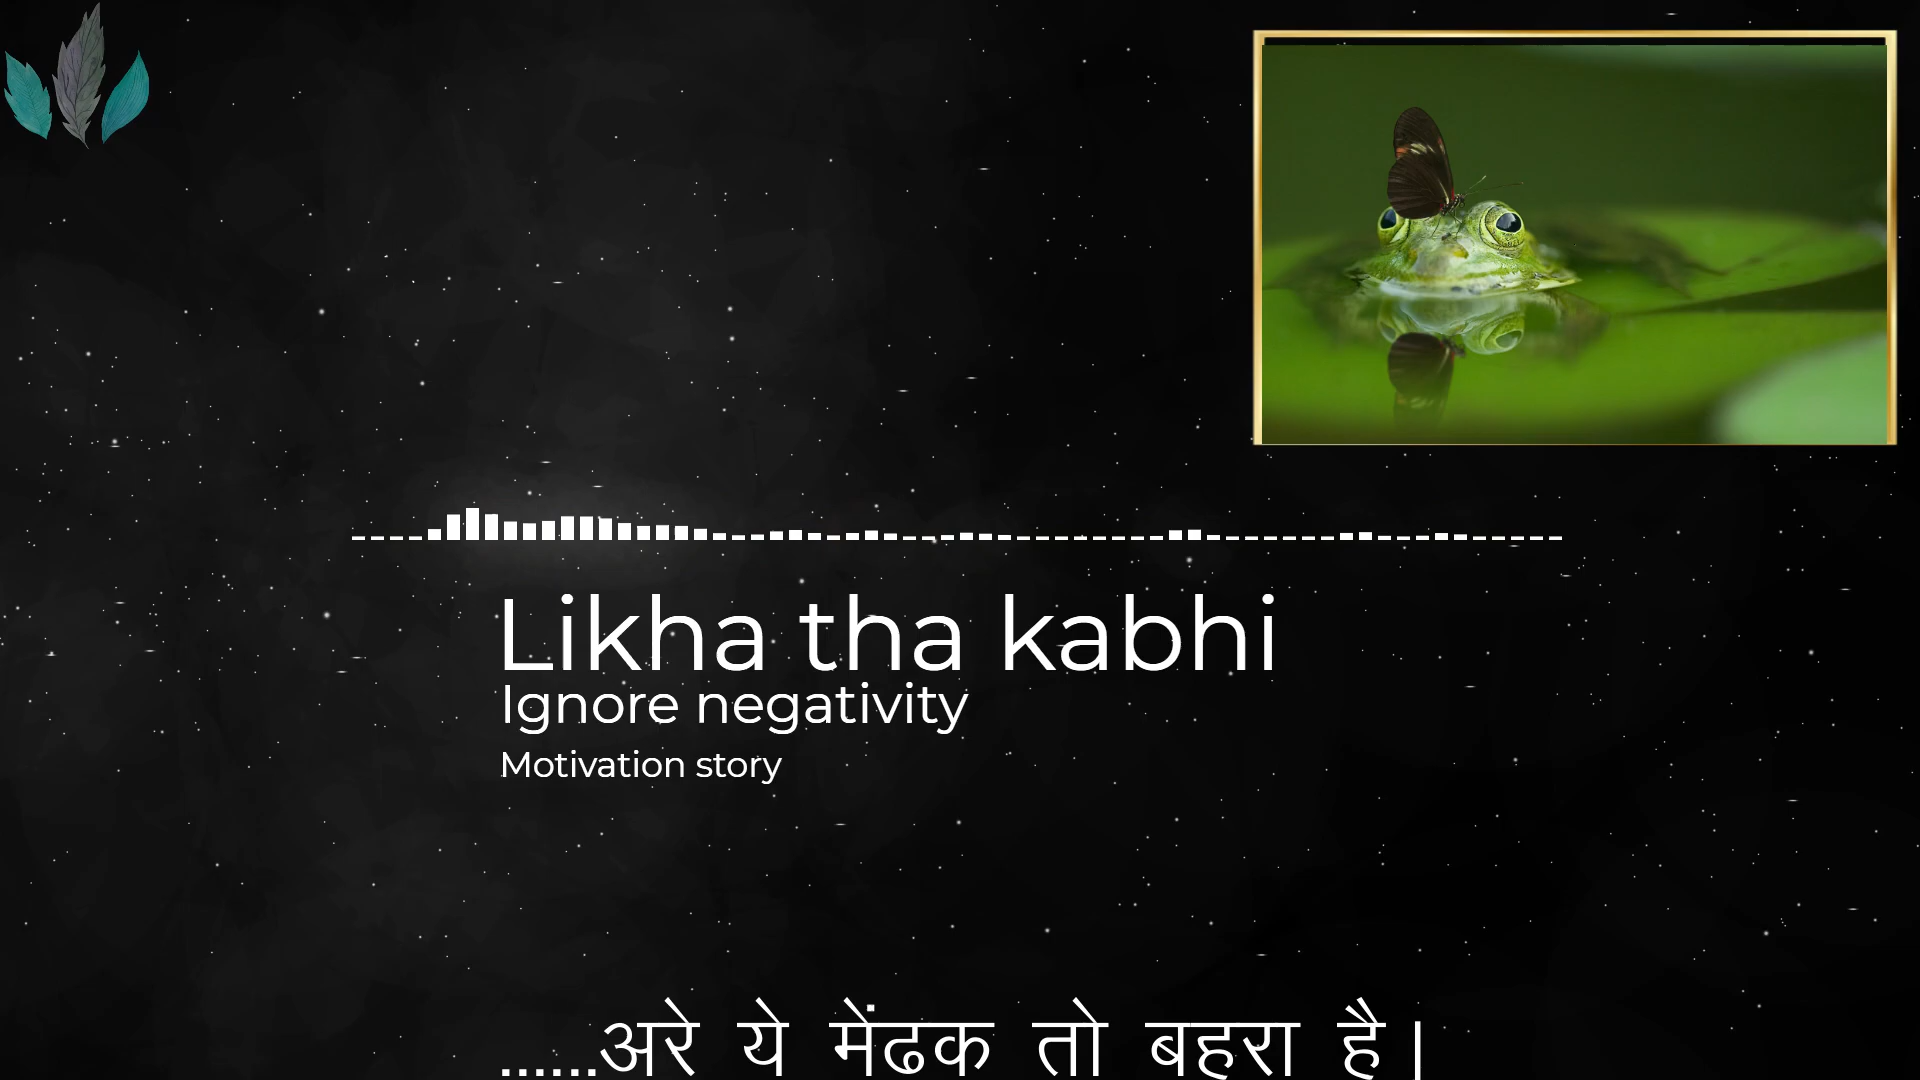 Likha tha kabhi
Ignore negativity
Motivation story
......अरे ये मेंढक तो बहरा है |